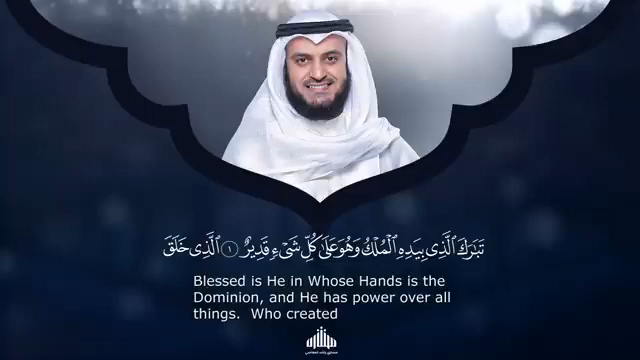 تَبَٰرَكَ ٱلَّذِى بِيَدِهِ ٱلْمُلْكُ وَهُوَ عَلَىٰ كُلِّ شَىْءٍ قَدِيرٌ ١ ٱلَّذِى خَلَقَ
Blessed is He in Whose Hands is the
Dominion, and He has power over all
things.  Who created